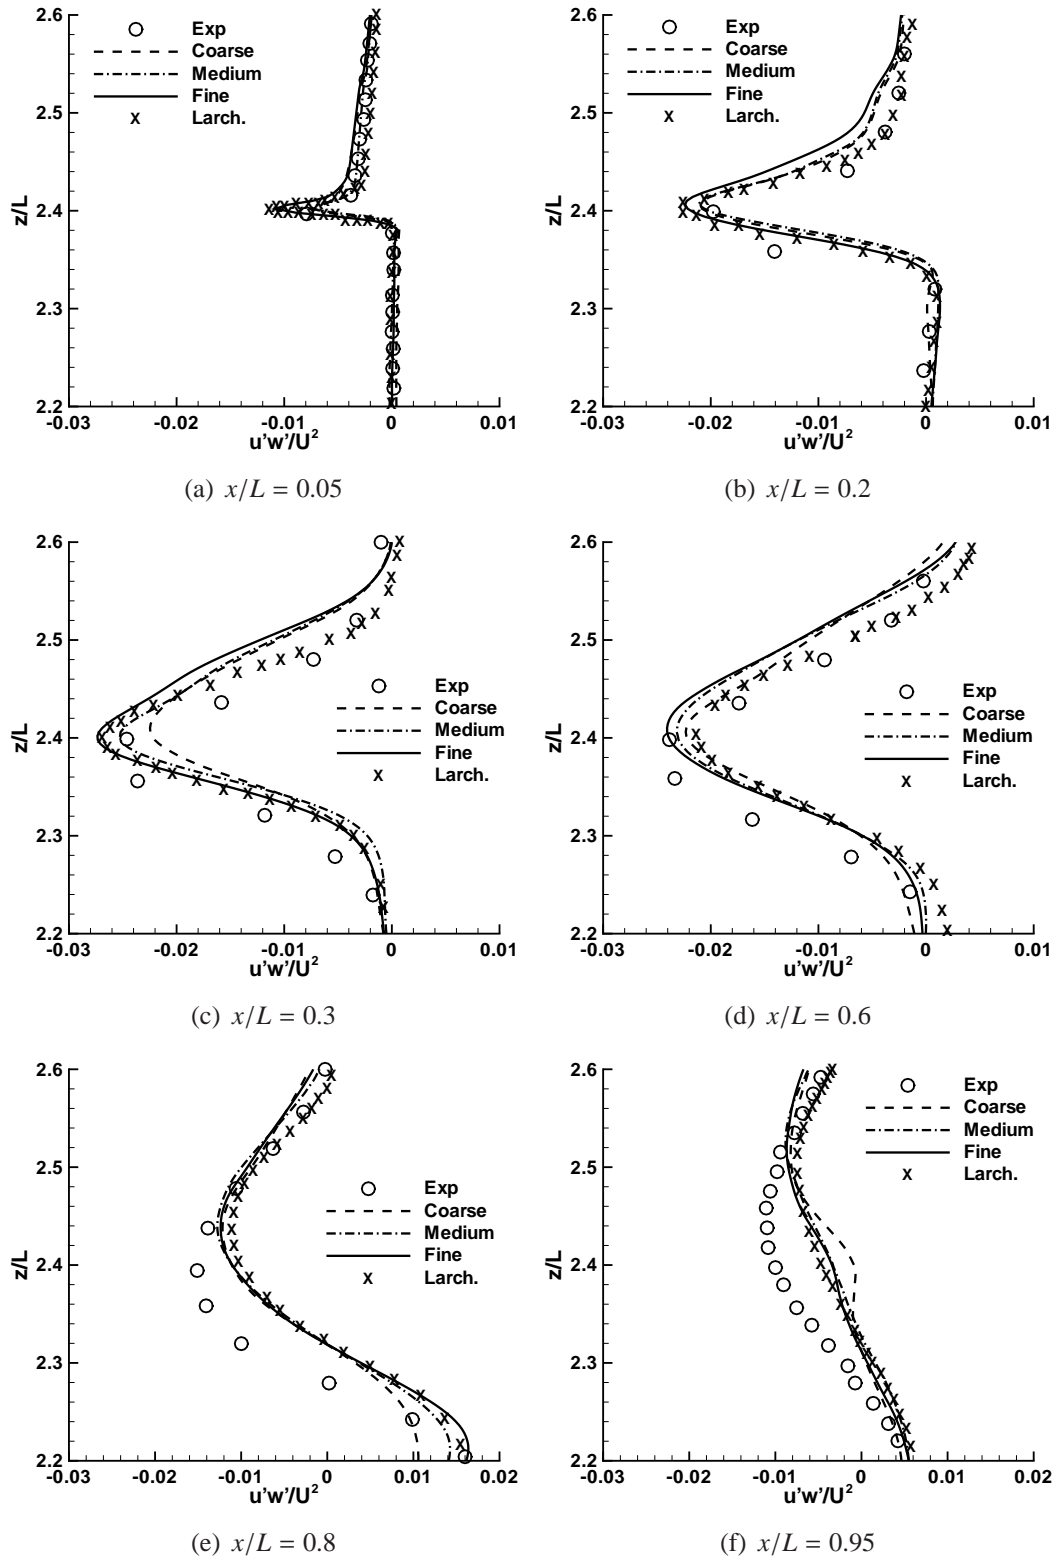 Exp
Coarse
Medium
Fine
x Larch.
z/L
2.6
2.5
2.4
2.3
2.2
-0.03 -0.02 -0.01 0 0.01
u'w'/U²
(a) x/L = 0.05
Exp
Coarse
Medium
Fine
x Larch.
z/L
2.6
2.5
2.4
2.3
2.2
-0.03 -0.02 -0.01 0 0.01
u'w'/U²
(b) x/L = 0.2
Exp
Coarse
Medium
Fine
x Larch.
z/L
2.6
2.5
2.4
2.3
2.2
-0.03 -0.02 -0.01 0 0.01
u'w'/U²
(c) x/L = 0.3
Exp
Coarse
Medium
Fine
x Larch.
z/L
2.6
2.5
2.4
2.3
2.2
-0.03 -0.02 -0.01 0 0.01
u'w'/U²
(d) x/L = 0.6
Exp
Coarse
Medium
Fine
x Larch.
z/L
2.6
2.5
2.4
2.3
2.2
-0.03 -0.02 -0.01 0 0.01 0.02
u'w'/U²
(e) x/L = 0.8
Exp
Coarse
Medium
Fine
x Larch.
z/L
2.6
2.5
2.4
2.3
2.2
-0.03 -0.02 -0.01 0 0.01 0.02
u'w'/U²
(f) x/L = 0.95